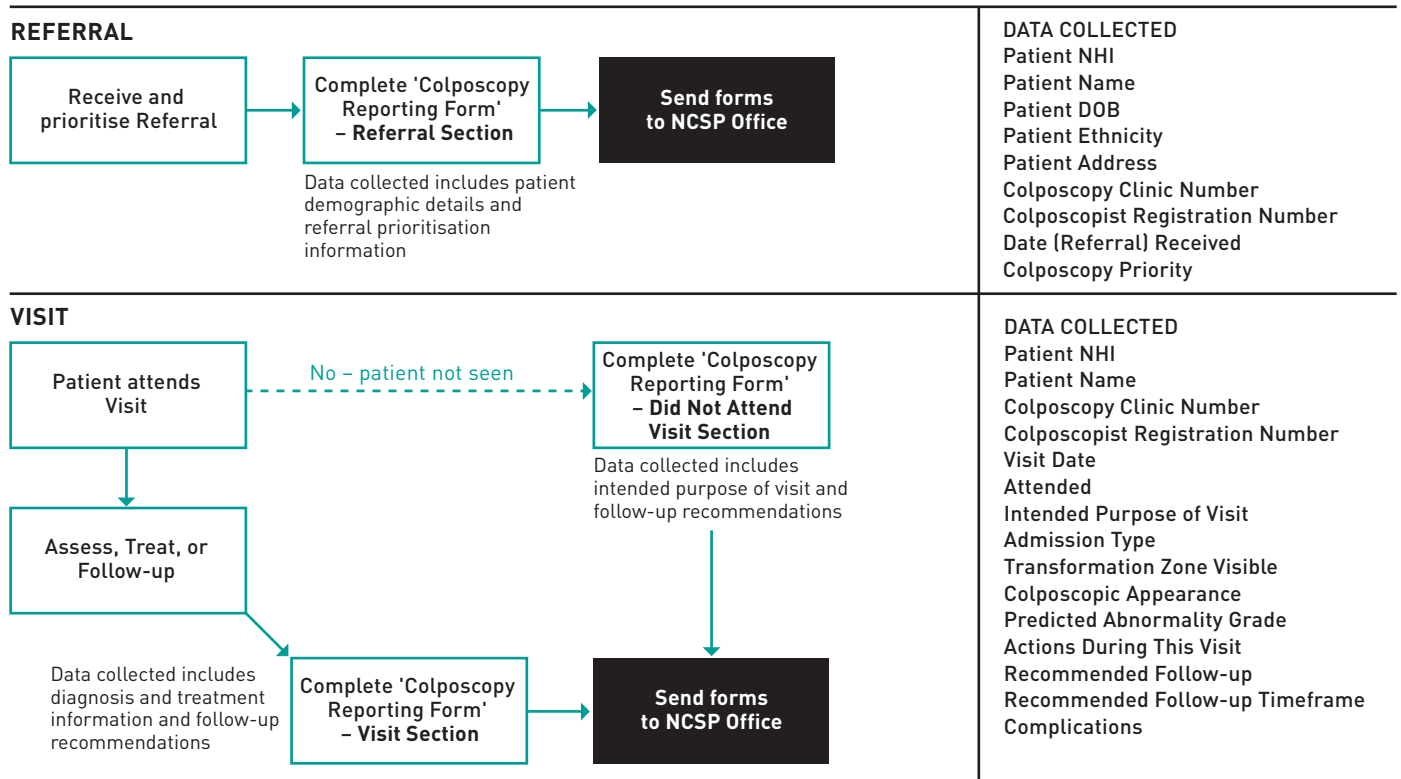 REFERRAL
Receive and
prioritise Referral
Complete 'Colposcopy
Reporting Form'
– Referral Section
Data collected includes patient
demographic details and
referral prioritisation
information
Send forms
to NCSP Office
DATA COLLECTED
Patient NHI
Patient Name
Patient DOB
Patient Ethnicity
Patient Address
Colposcopy Clinic Number
Colposcopist Registration Number
Date (Referral) Received
Colposcopy Priority
VISIT
Patient attends
Visit
No – patient not seen
Complete 'Colposcopy
Reporting Form'
– Did Not Attend
Visit Section
Data collected includes
intended purpose of visit and
follow-up recommendations
Assess, Treat, or
Follow-up
Data collected includes
diagnosis and treatment
information and follow-up
recommendations
Complete 'Colposcopy
Reporting Form'
– Visit Section
Send forms
to NCSP Office
DATA COLLECTED
Patient NHI
Patient Name
Colposcopy Clinic Number
Colposcopist Registration Number
Visit Date
Attended
Intended Purpose of Visit
Admission Type
Transformation Zone Visible
Colposcopic Appearance
Predicted Abnormality Grade
Actions During This Visit
Recommended Follow-up
Recommended Follow-up Timeframe
Complications